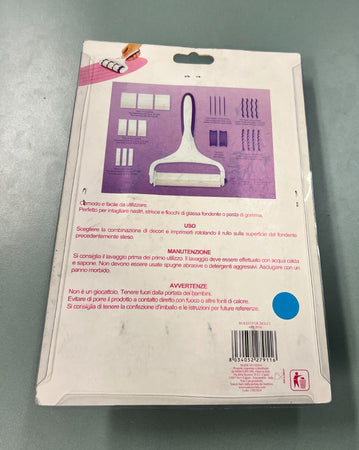 Comodo e facile da utilizzare.
Perfetto per intagliare nastri, strisce e fiocchi di glassa fondente o pasta di gomma.
USO
Scegliere la combinazione di decori e imprimerli rotolando il rullo sulla superficie del fondente
precedentemente steso.
MANUTENZIONE
Si consiglia il lavaggio prima del primo utilizzo. Il lavaggio deve essere effettuato con acqua calda
e sapone. Non devono essere usate spugne abrasive o detergenti aggressivi. Asciugare con un
panno morbido.
AVVERTENZE
Non è un giocattolo. Tenere fuori dalla portata dei bambini.
Evitare di porre il prodotto a contatto diretto con fuoco o altre fonti di calore.
Si consiglia di tenere la confezione d'imballo e le istruzioni per future referenze.
8 034052 279116